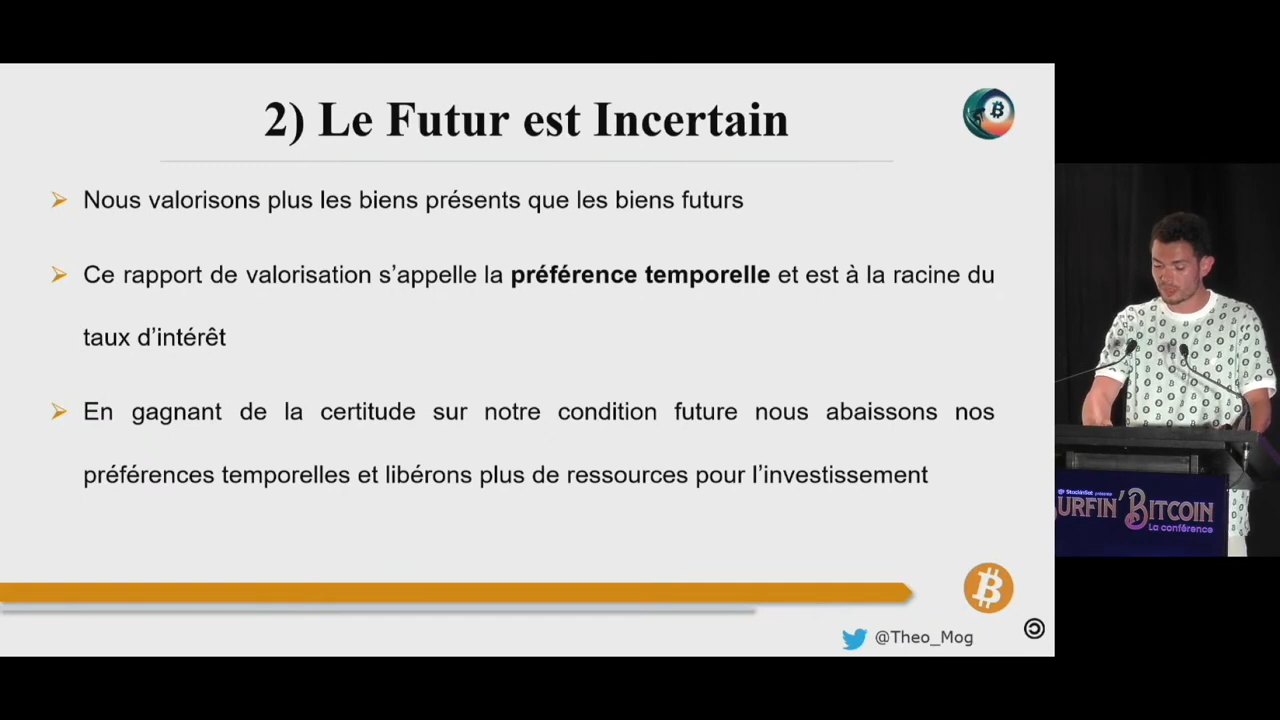 2) Le Futur est Incertain
Nous valorisons plus les biens présents que les biens futurs
Ce rapport de valorisation s’appelle la préférence temporelle et est à la racine du
taux d’intérêt
En gagnant de la certitude sur notre condition future nous abaissons nos
préférences temporelles et libérons plus de ressources pour l’investissement
@Theo_Mog
StackinSat présente
URFIN' BITCOIN
La conférence